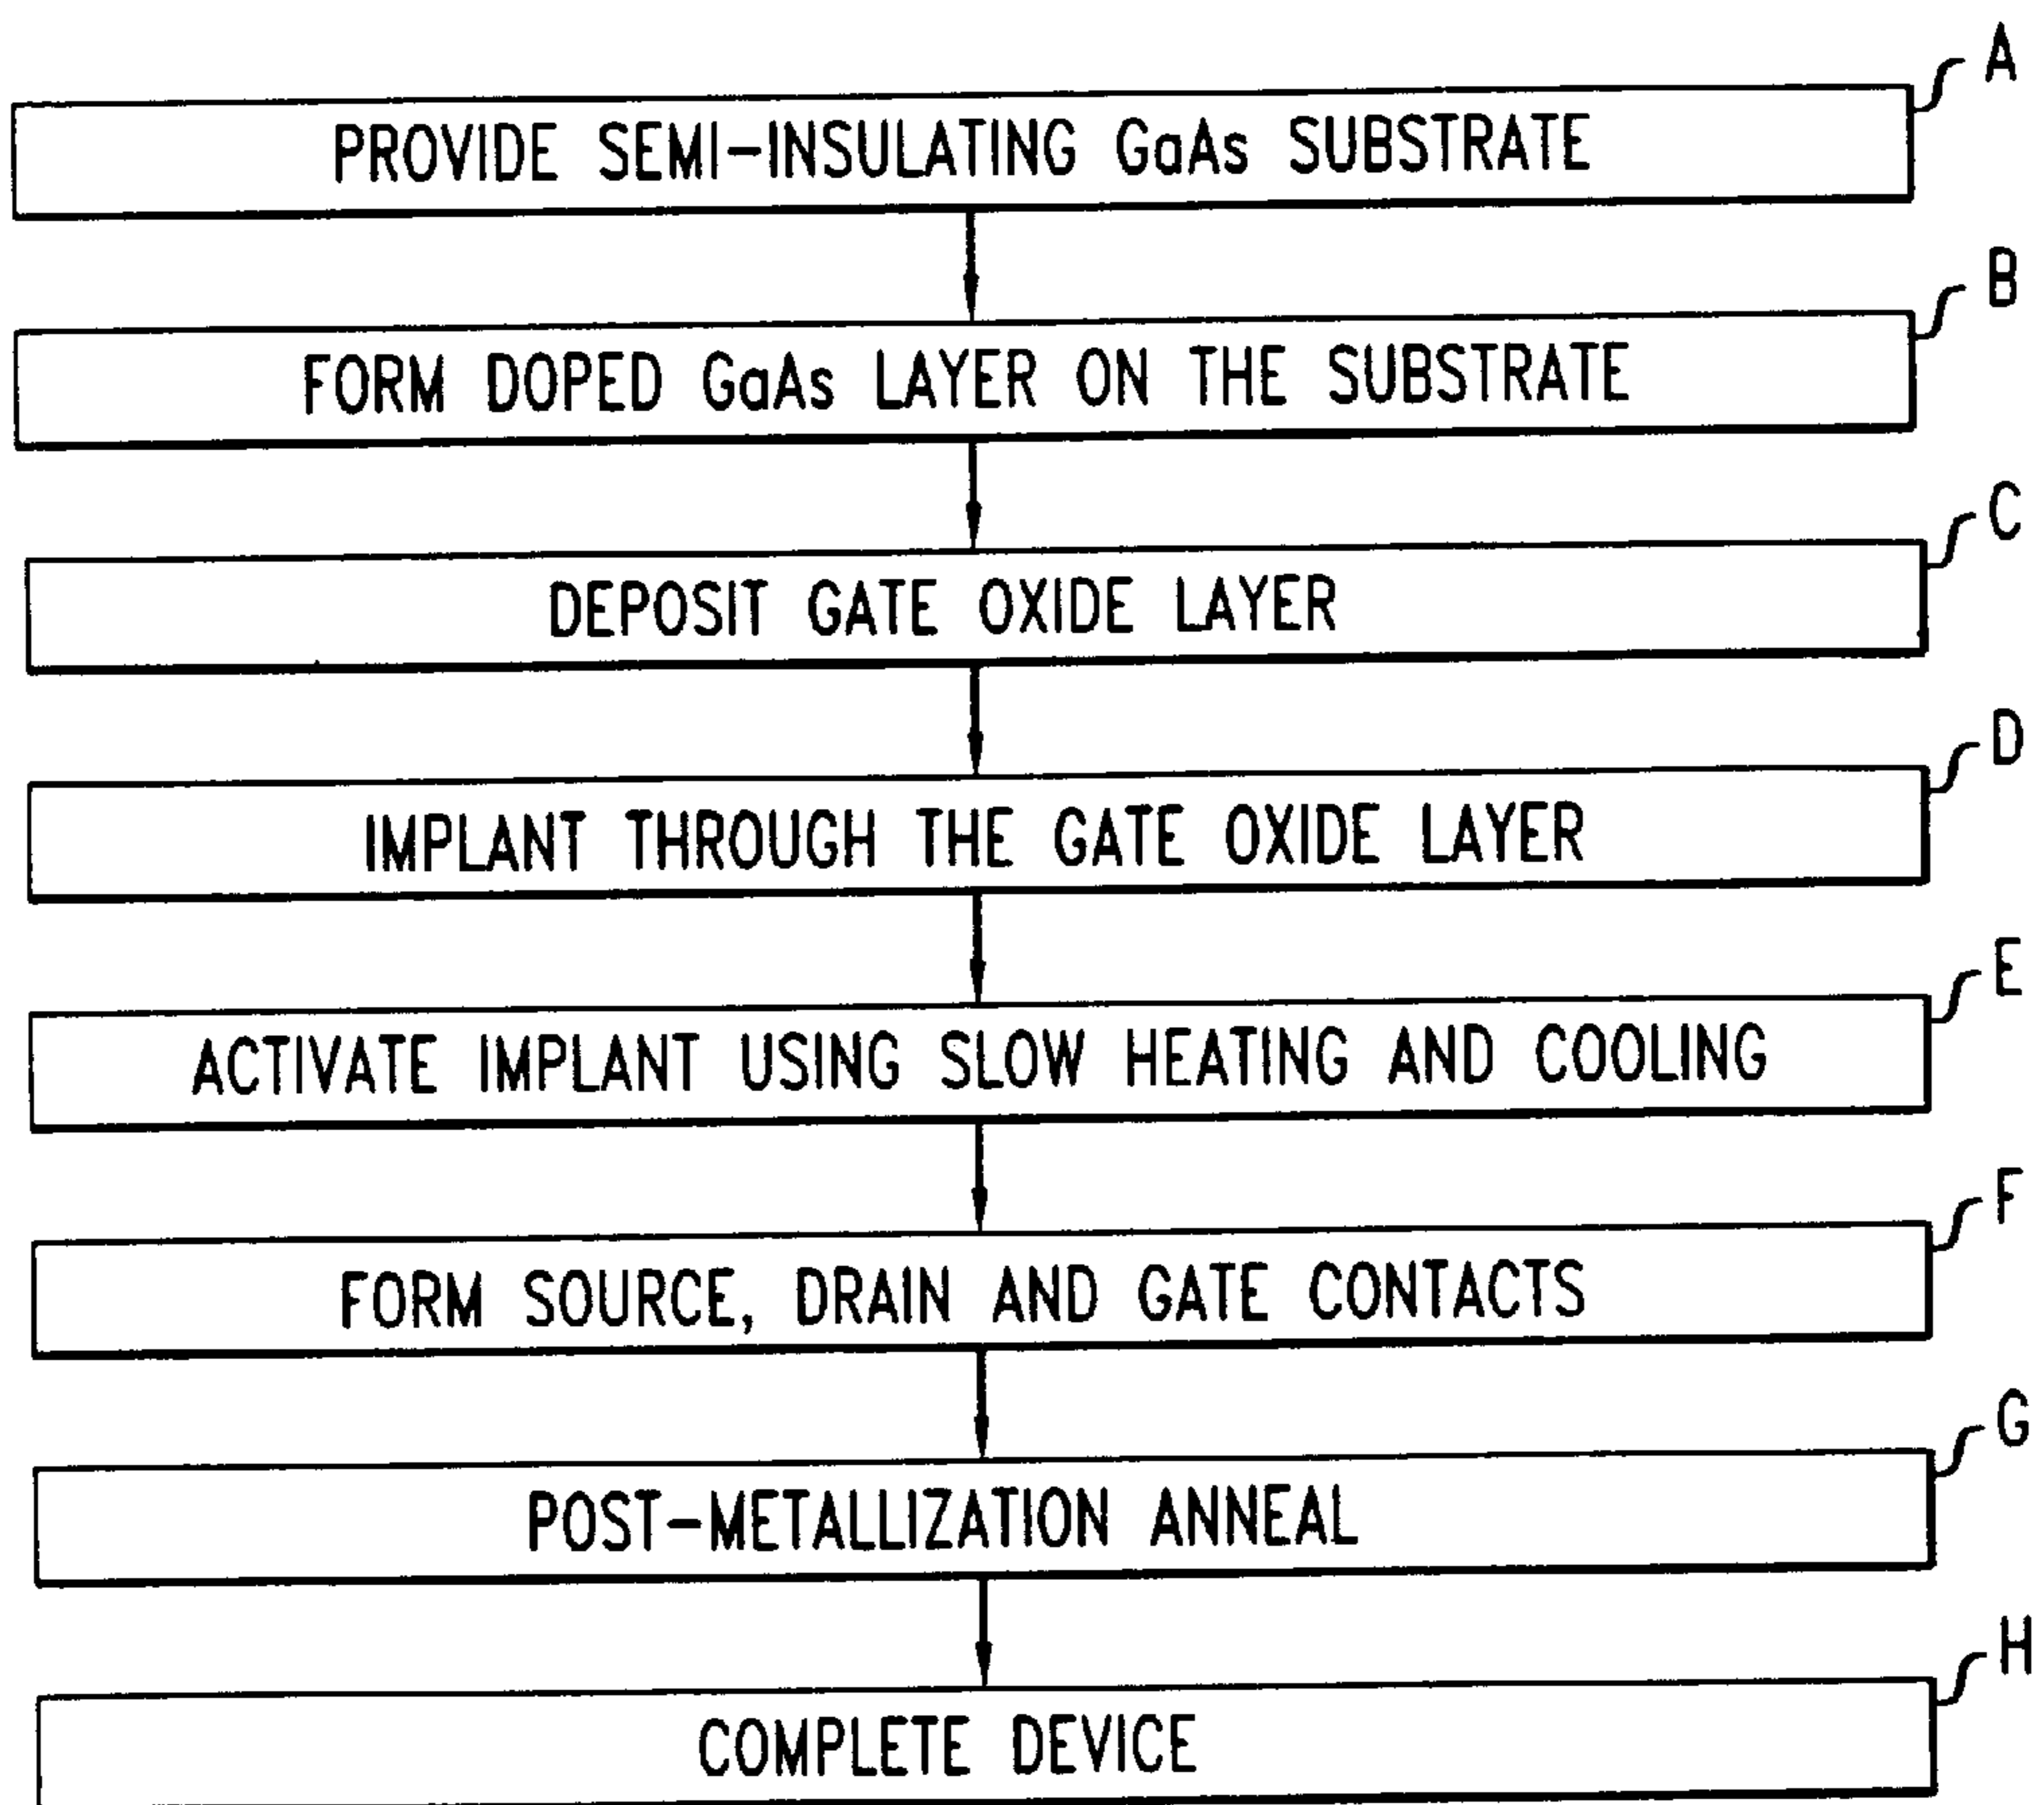 A
PROVIDE SEMI-INSULATING GaAs SUBSTRATE
B
FORM DOPED GaAs LAYER ON THE SUBSTRATE
C
DEPOSIT GATE OXIDE LAYER
D
IMPLANT THROUGH THE GATE OXIDE LAYER
E
ACTIVATE IMPLANT USING SLOW HEATING AND COOLING
F
FORM SOURCE, DRAIN AND GATE CONTACTS
G
POST-METALLIZATION ANNEAL
H
COMPLETE DEVICE